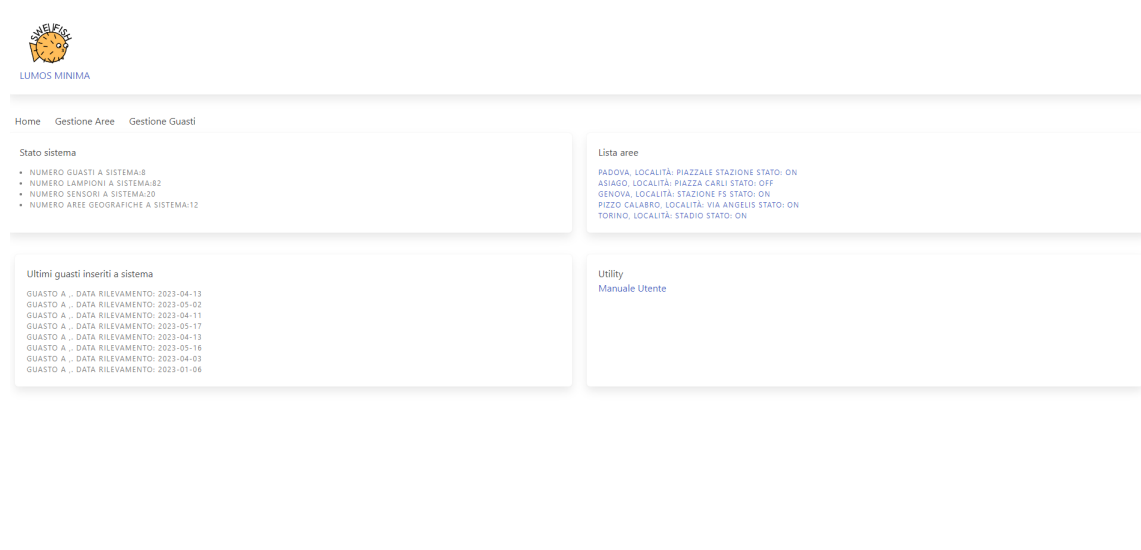 SWELLFISH
LUMOS MINIMA
Home Gestione Aree Gestione Guasti
Stato sistema
NUMERO GUASTI A SISTEMA:8
NUMERO LAMPIONI A SISTEMA:82
NUMERO SENSORI A SISTEMA:20
NUMERO AREE GEOGRAFICHE A SISTEMA:12
Lista aree
PADOVA, LOCALITÀ: PIAZZALE STAZIONE STATO: ON
ASIAGO, LOCALITÀ: PIAZZA CARLI STATO: OFF
GENOVA, LOCALITÀ: STAZIONE FS STATO: ON
PIZZO CALABRO, LOCALITÀ: VIA ANGELIS STATO: ON
TORINO, LOCALITÀ: STADIO STATO: ON
Ultimi guasti inseriti a sistema
GUASTO A ,. DATA RILEVAMENTO: 2023-04-13
GUASTO A ,. DATA RILEVAMENTO: 2023-05-02
GUASTO A ,. DATA RILEVAMENTO: 2023-04-11
GUASTO A ,. DATA RILEVAMENTO: 2023-05-17
GUASTO A ,. DATA RILEVAMENTO: 2023-04-13
GUASTO A ,. DATA RILEVAMENTO: 2023-05-16
GUASTO A ,. DATA RILEVAMENTO: 2023-04-03
GUASTO A ,. DATA RILEVAMENTO: 2023-01-06
Utility
Manuale Utente